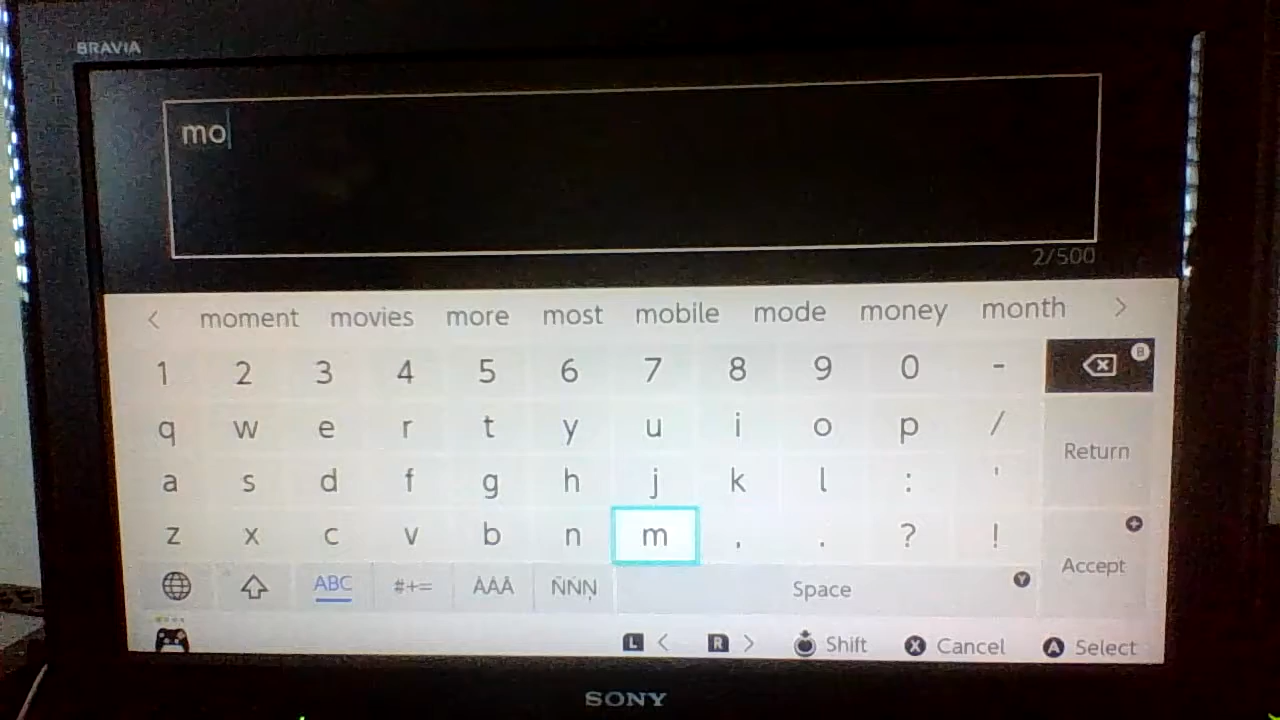 BRAVIA
mo
2/500
< moment movies more most mobile mode money month >
1 2 3 4 5 6 7 8 9 0 - B
q w e r t y u i o p / Return
a s d f g h j k l : '
z x c v b n m , . ? ! +
ABC #+= ÀÁÂ ÑŃŅ Space Y Accept
L < R > Shift X Cancel A Select
SONY